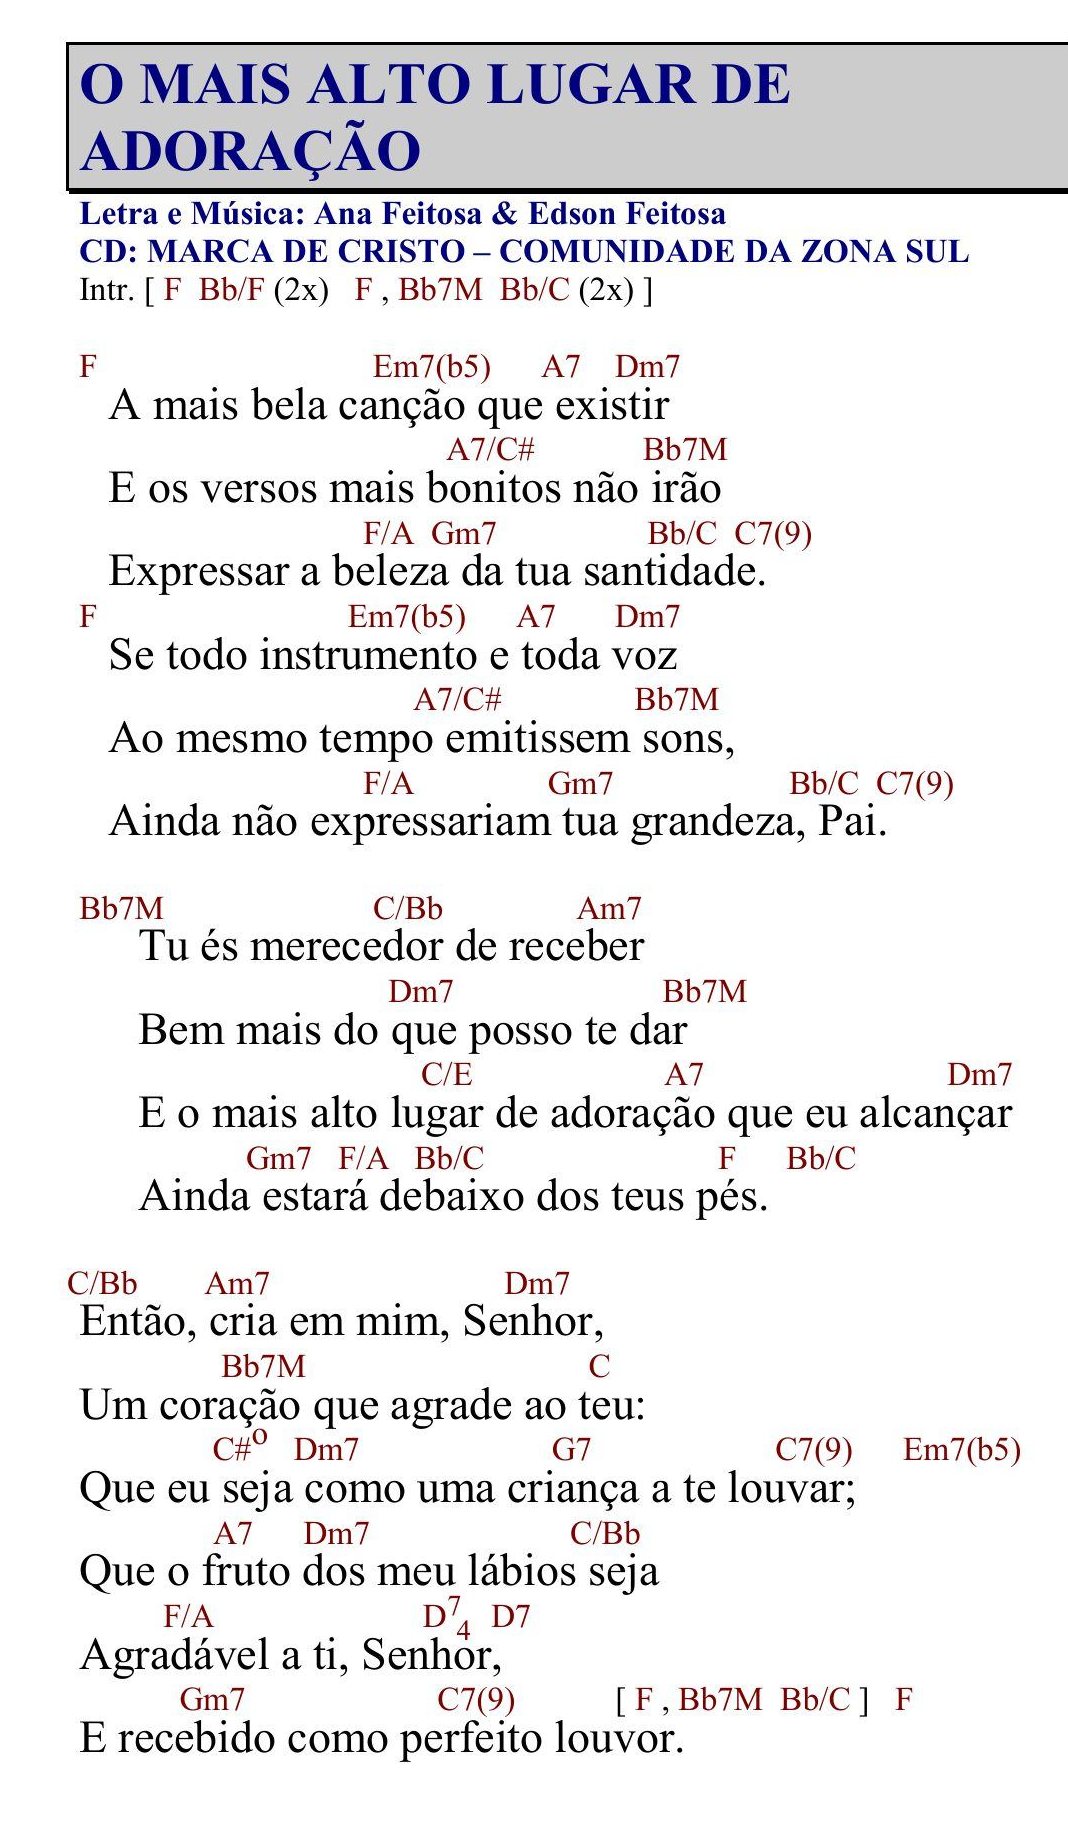 O MAIS ALTO LUGAR DE
ADORAÇÃO
Letra e Música: Ana Feitosa & Edson Feitosa
CD: MARCA DE CRISTO – COMUNIDADE DA ZONA SUL
Intr. [ F Bb/F (2x) F , Bb7M Bb/C (2x) ]
F Em7(b5) A7 Dm7
A mais bela canção que existir
A7/C# Bb7M
E os versos mais bonitos não irão
F/A Gm7 Bb/C C7(9)
Expressar a beleza da tua santidade.
F Em7(b5) A7 Dm7
Se todo instrumento e toda voz
A7/C# Bb7M
Ao mesmo tempo emitissem sons,
F/A Gm7 Bb/C C7(9)
Ainda não expressariam tua grandeza, Pai.
Bb7M C/Bb Am7
Tu és merecedor de receber
Dm7 Bb7M
Bem mais do que posso te dar
C/E A7 Dm7
E o mais alto lugar de adoração que eu alcançar
Gm7 F/A Bb/C F Bb/C
Ainda estará debaixo dos teus pés.
C/Bb Am7 Dm7
Então, cria em mim, Senhor,
Bb7M C
Um coração que agrade ao teu:
C#º Dm7 G7 C7(9) Em7(b5)
Que eu seja como uma criança a te louvar;
A7 Dm7 C/Bb
Que o fruto dos meu lábios seja
F/A D⁷₄ D7
Agradável a ti, Senhor,
Gm7 C7(9) [ F , Bb7M Bb/C ] F
E recebido como perfeito louvor.